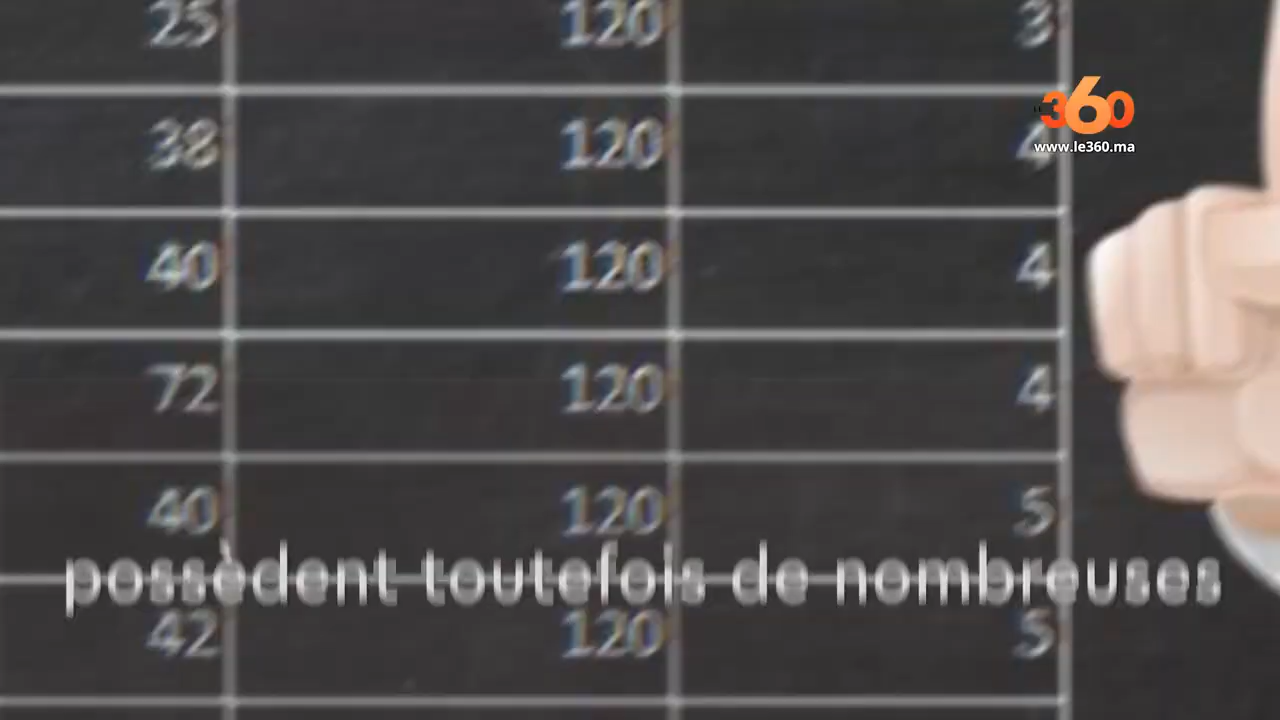 25 120 3
le360
38 120 4
www.le360.ma
40 120 4
72 120 4
40 120 5
possèdent toutefois de nombreuses
42 120 5